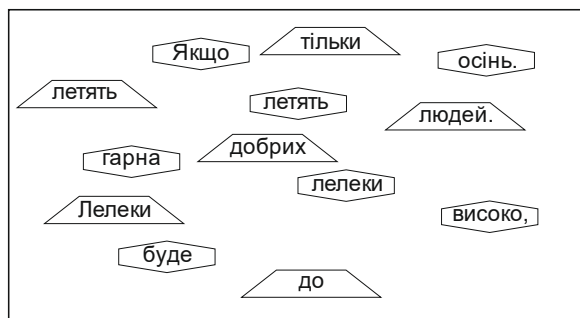 Якщо
тільки
осінь.
летять
летять
людей.
добрих
гарна
лелеки
Лелеки
високо,
буде
до